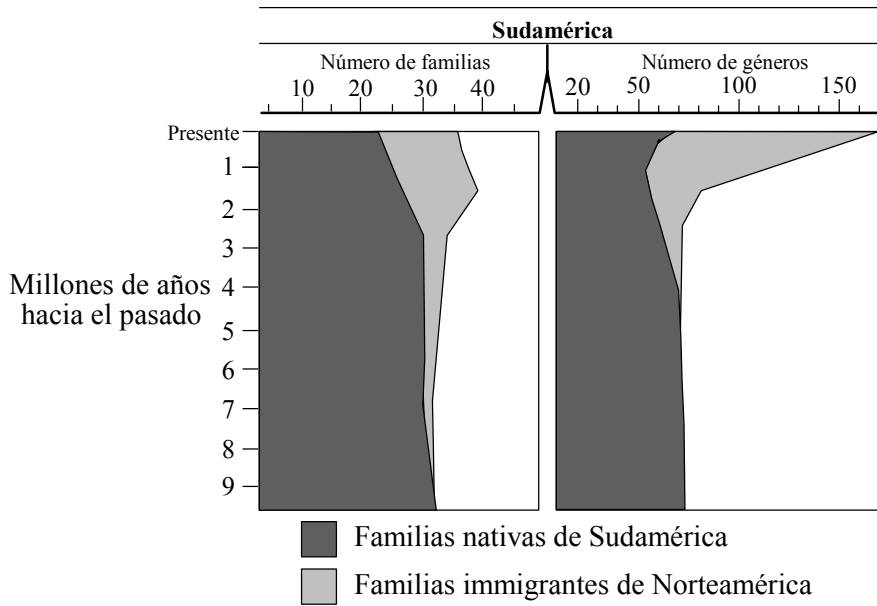 Sudamérica
Número de familias
Número de géneros
10 20 30 40
20 50 100 150
Presente
1
2
3
4
5
6
7
8
9
Millones de años
hacia el pasado
Familias nativas de Sudamérica
Familias immigrantes de Norteamérica